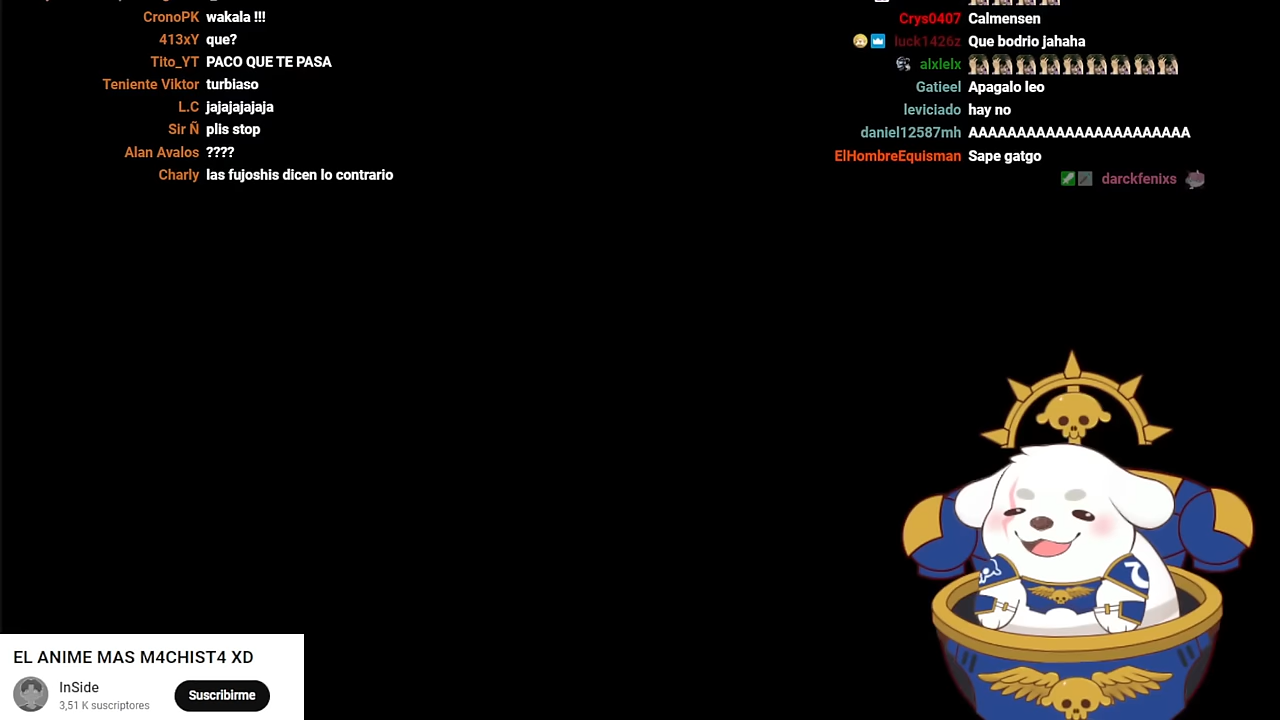 CronoPK wakala !!!
413xY que?
Tito_YT PACO QUE TE PASA
Teniente Viktor turbiaso
L.C jajajajajaja
Sir Ñ plis stop
Alan Avalos ????
Charly las fujoshis dicen lo contrario
Crys0407 Calmensen
luck1426z Que bodrio jahaha
alxlelx
Gatieel Apagalo leo
leviciado hay no
daniel12587mh AAAAAAAAAAAAAAAAAAAAAAA
ElHombreEquisman Sape gatgo
darckfenixs
EL ANIME MAS M4CHIST4 XD
InSide
3,51 K suscriptores
Suscribirme